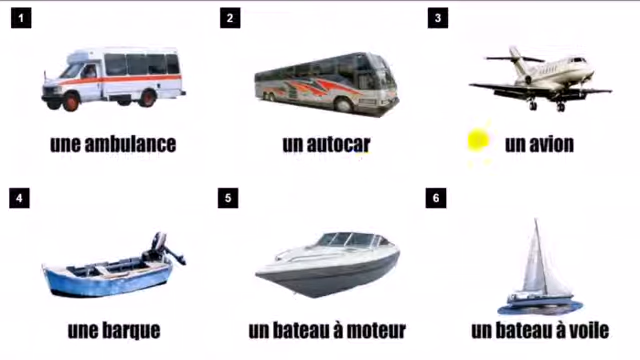 1
2
3
une ambulance
un autocar
un avion
4
5
6
une barque
un bateau à moteur
un bateau à voile